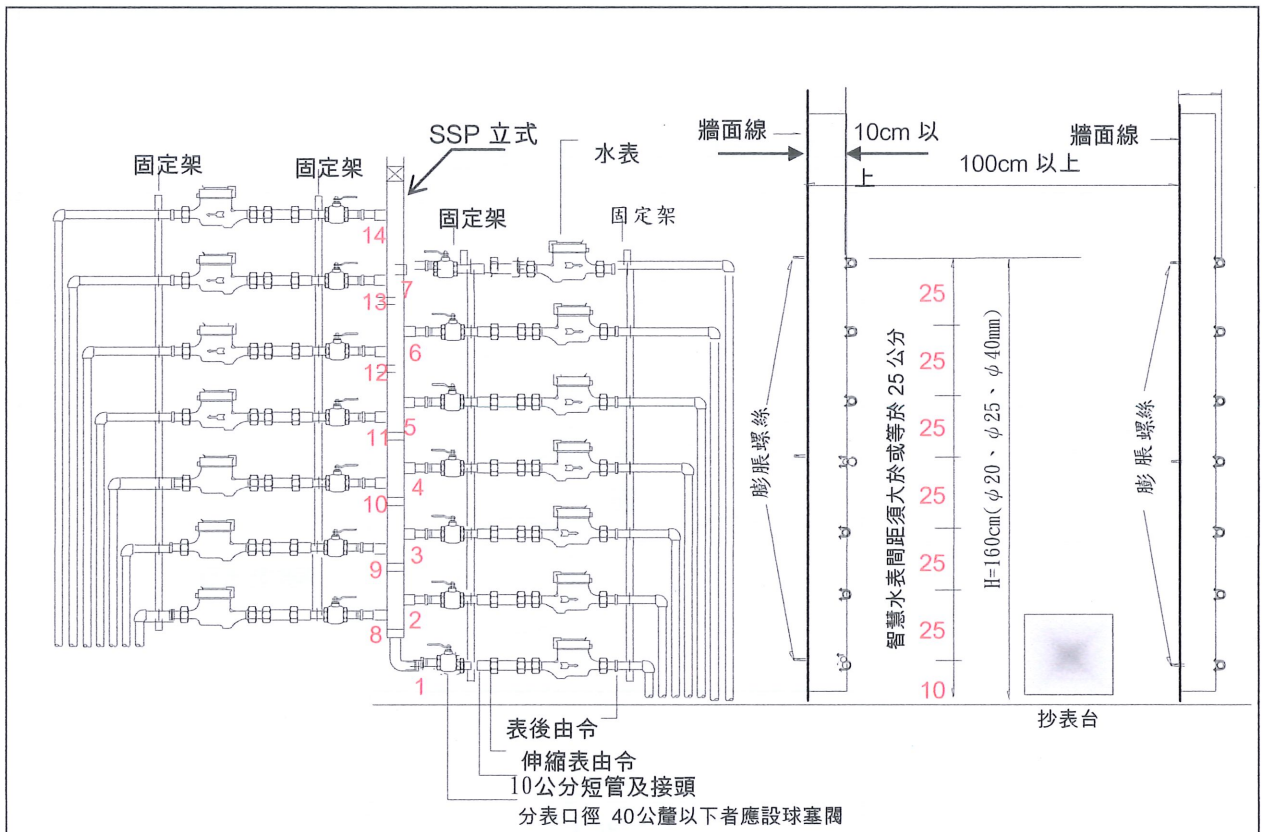 SSP 立式
固定架
固定架
水表
固定架
固定架
牆面線
10cm 以
上
100cm 以上
牆面線
14
13
12
11
10
9
8
7
6
5
4
3
2
1
膨脹螺絲
智慧水表間距須大於或等於 25 公分
25
25
25
25
25
25
10
H=160cm(φ20、φ25、φ40mm)
膨脹螺絲
抄表台
表後由令
伸縮表由令
10公分短管及接頭
分表口徑 40公釐以下者應設球塞閥